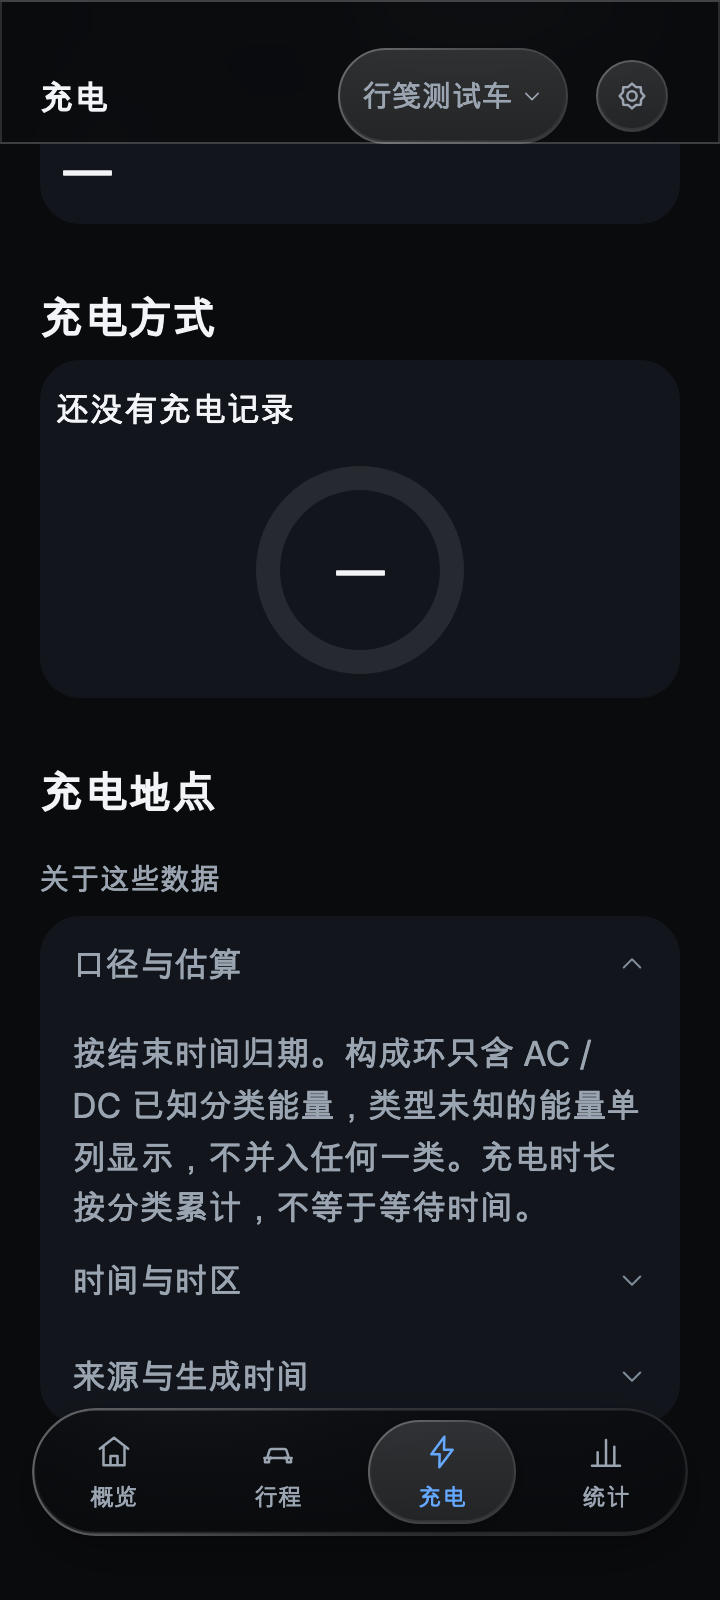 充电
行笺测试车
—
充电方式
还没有充电记录
—
充电地点
关于这些数据
口径与估算
按结束时间归期。构成环只含 AC /
DC 已知分类能量，类型未知的能量单
列显示，不并入任何一类。充电时长
按分类累计，不等于等待时间。
时间与时区
来源与生成时间
概览
行程
充电
统计